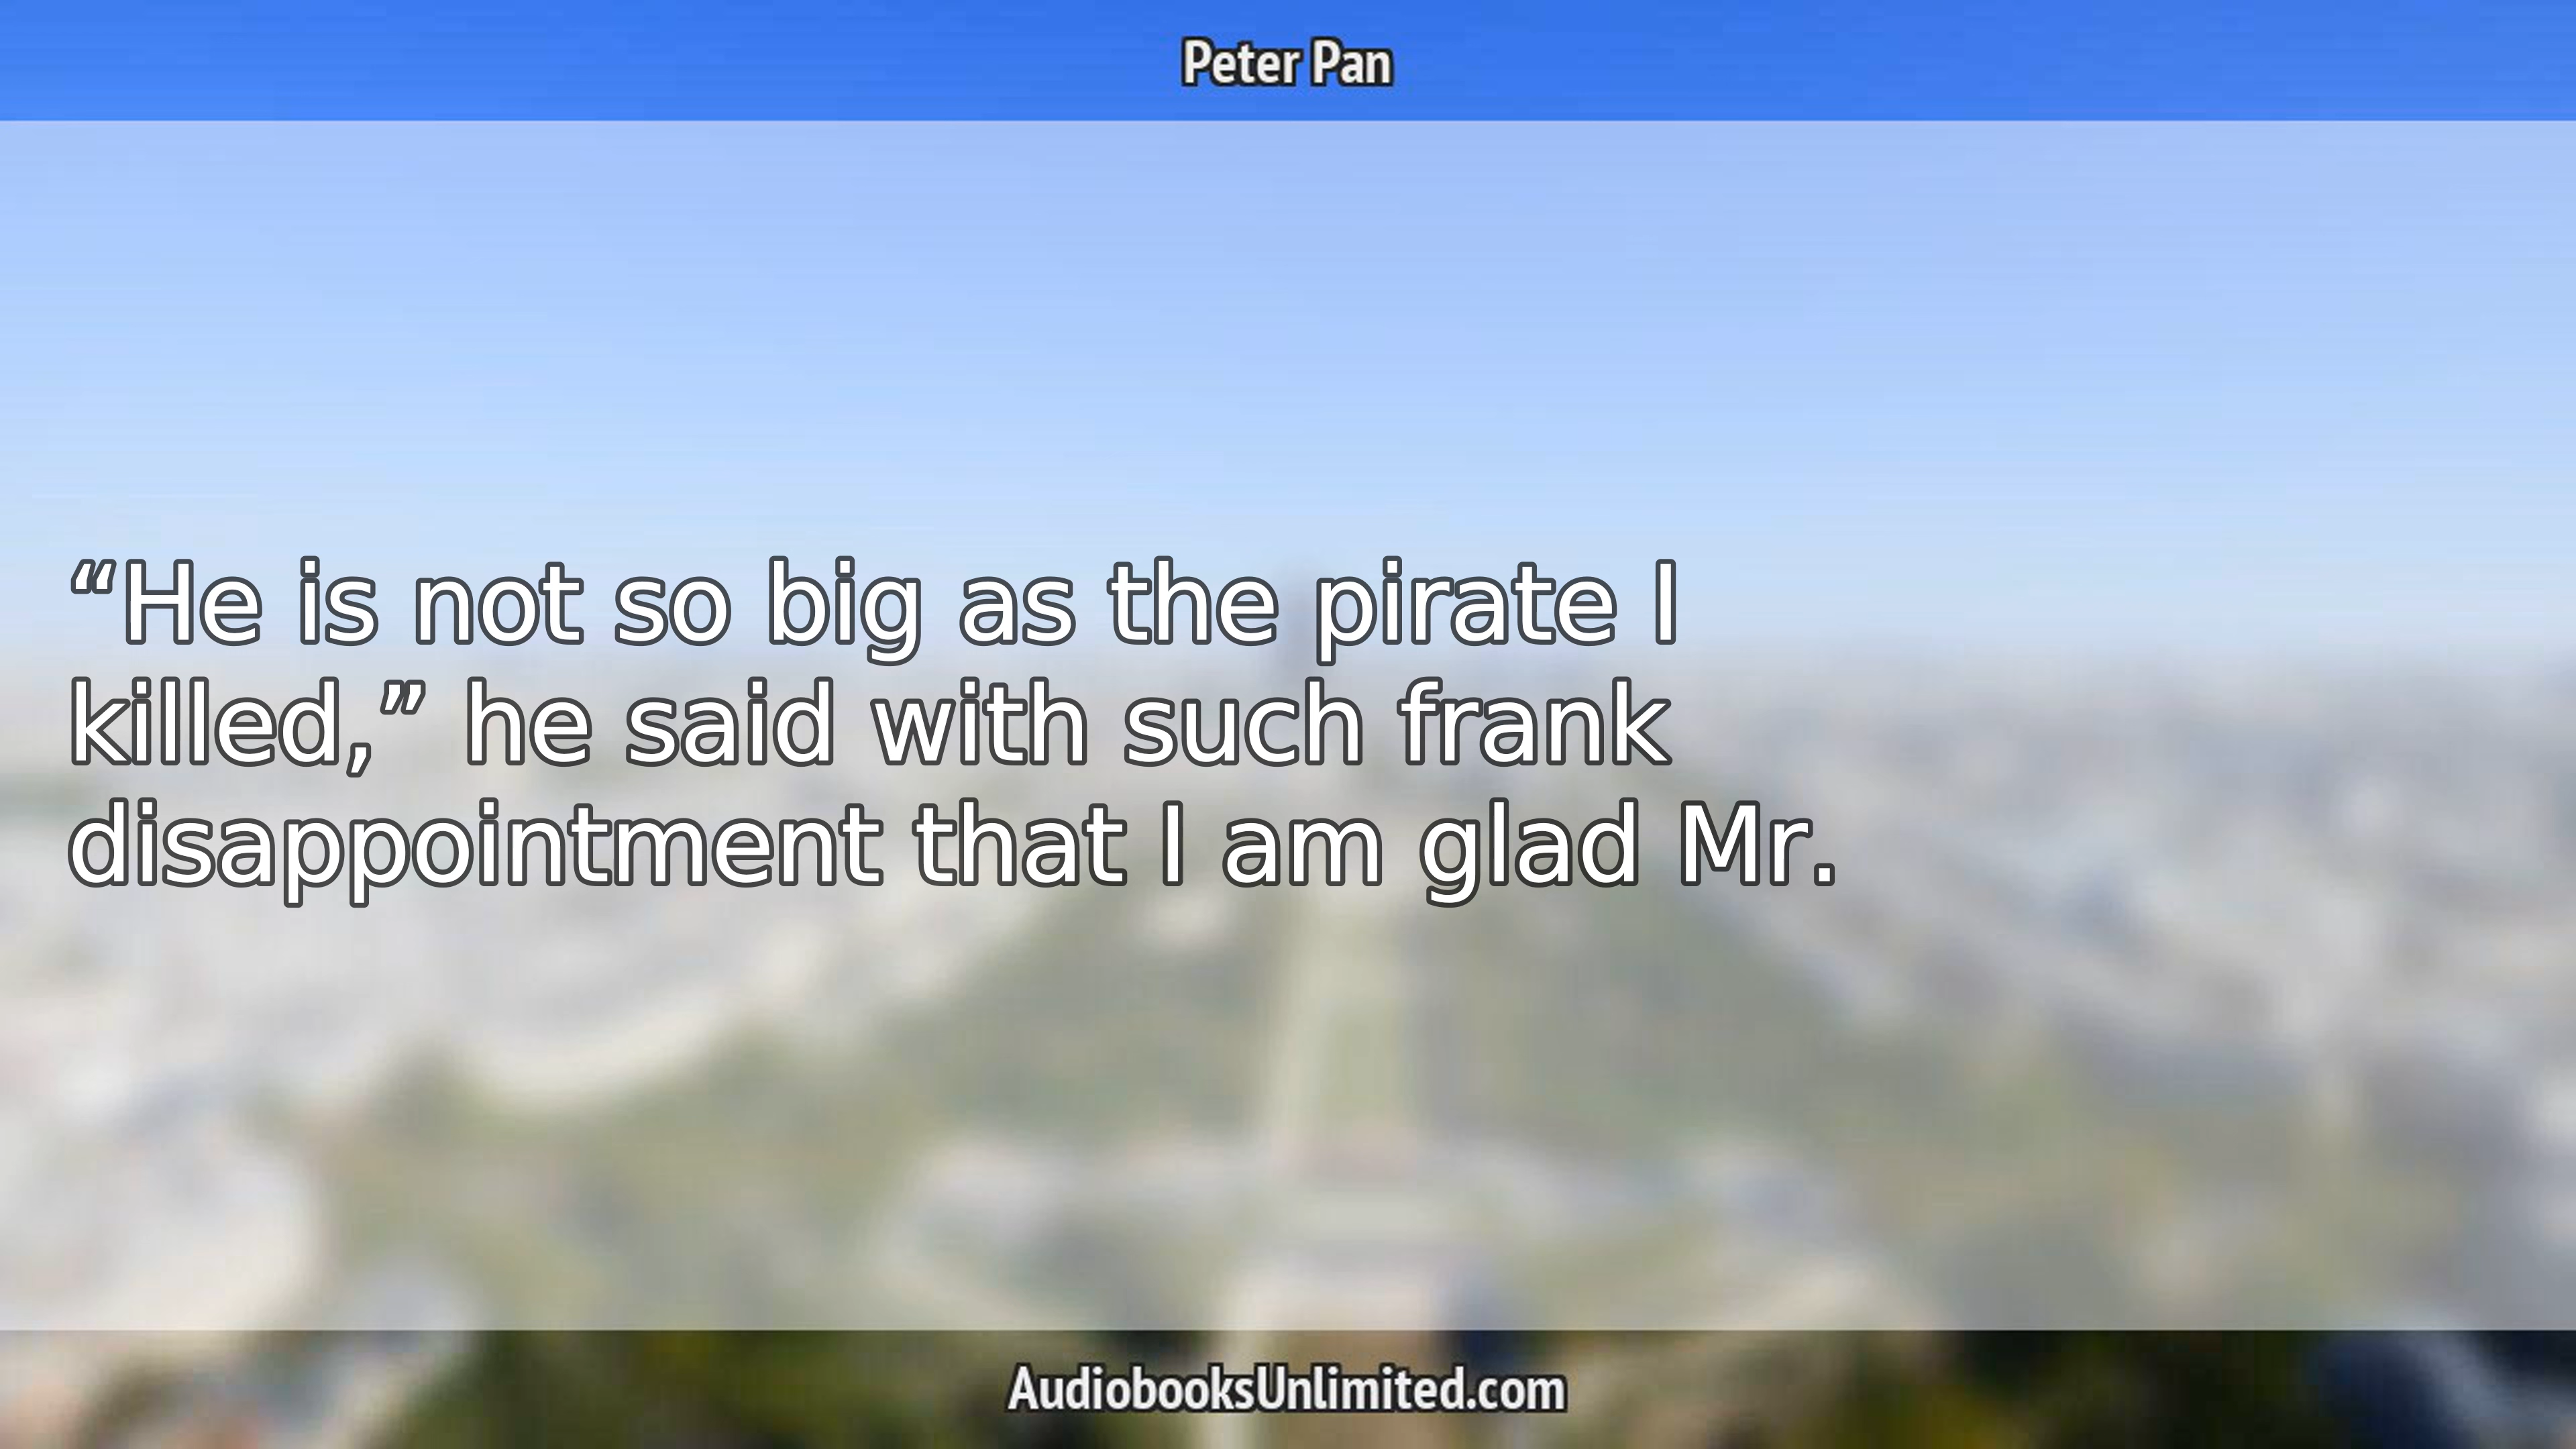 Peter Pan
“He is not so big as the pirate I
killed,” he said with such frank
disappointment that I am glad Mr.
AudiobooksUnlimited.com